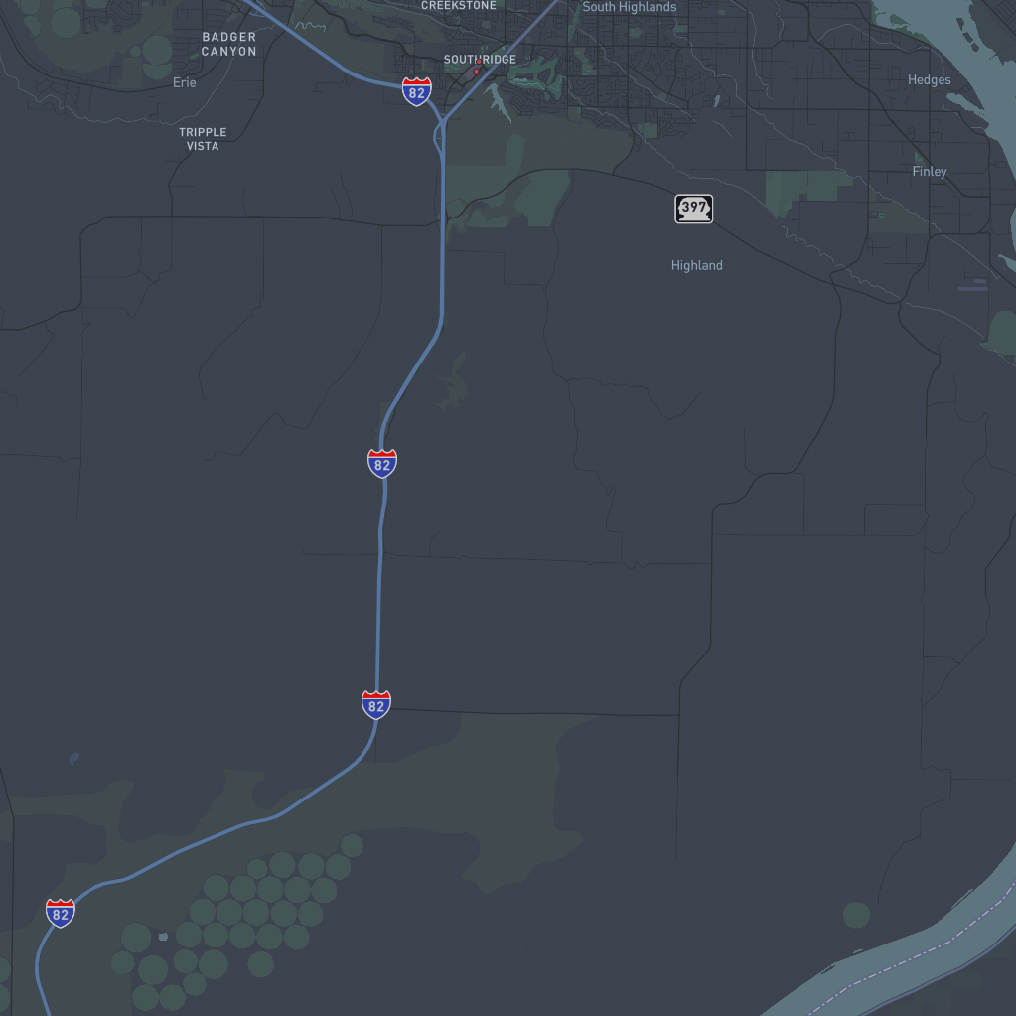 CREEKSTONE
South Highlands
BADGER
CANYON
SOUTHRIDGE
Erie
82
Hedges
TRIPPLE
VISTA
Finley
397
Highland
82
82
82